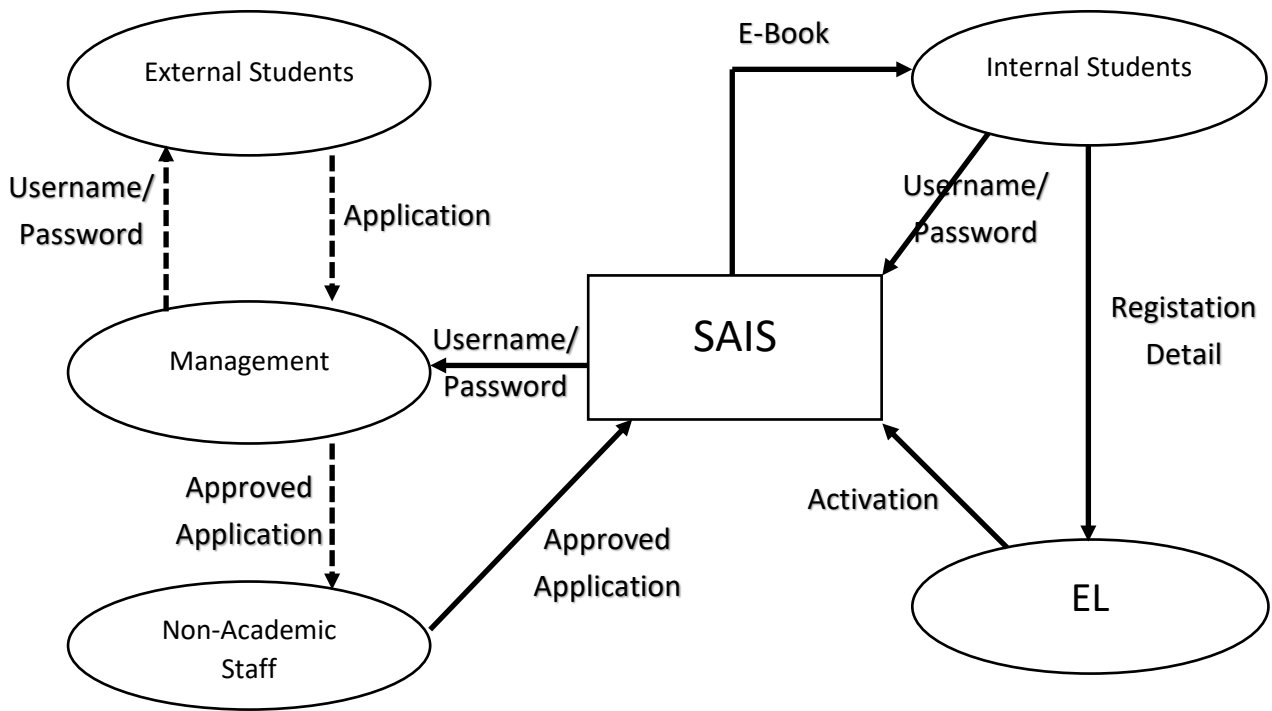 E-Book
External Students
Internal Students
Username/
Password
Application
Username/
Password
Registation
Detail
Management
Username/
Password
SAIS
Approved
Application
Activation
Approved
Application
Non-Academic
Staff
EL